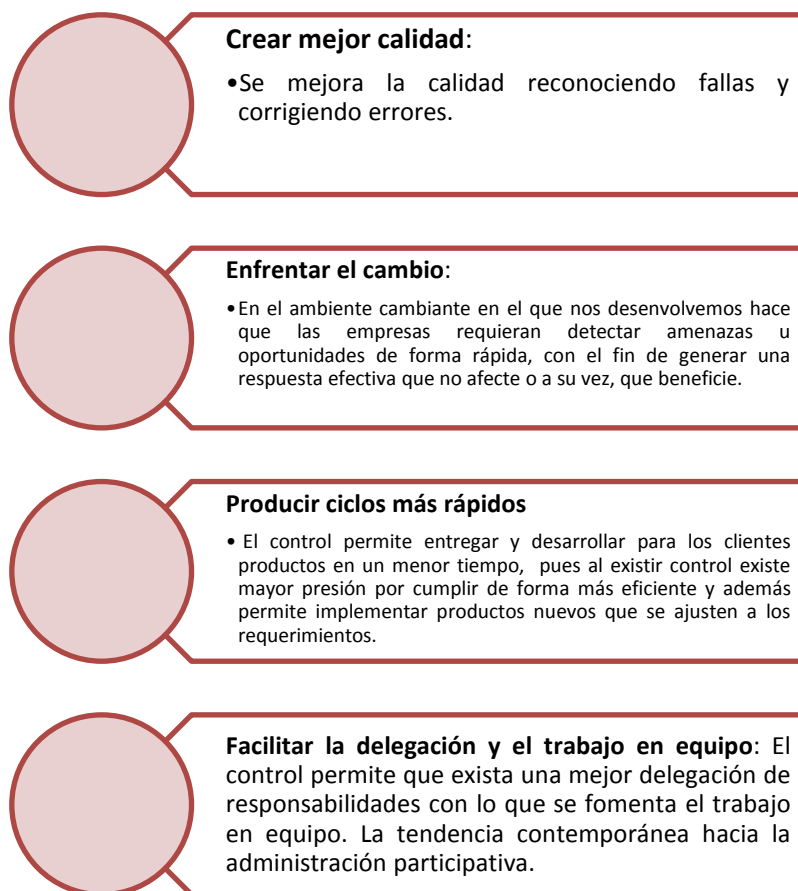 Crear mejor calidad:
•Se mejora la calidad reconociendo fallas y
corrigiendo errores.
Enfrentar el cambio:
•En el ambiente cambiante en el que nos desenvolvemos hace
que las empresas requieran detectar amenazas u
oportunidades de forma rápida, con el fin de generar una
respuesta efectiva que no afecte o a su vez, que beneficie.
Producir ciclos más rápidos
• El control permite entregar y desarrollar para los clientes
productos en un menor tiempo, pues al existir control existe
mayor presión por cumplir de forma más eficiente y además
permite implementar productos nuevos que se ajusten a los
requerimientos.
Facilitar la delegación y el trabajo en equipo: El
control permite que exista una mejor delegación de
responsabilidades con lo que se fomenta el trabajo
en equipo. La tendencia contemporánea hacia la
administración participativa.